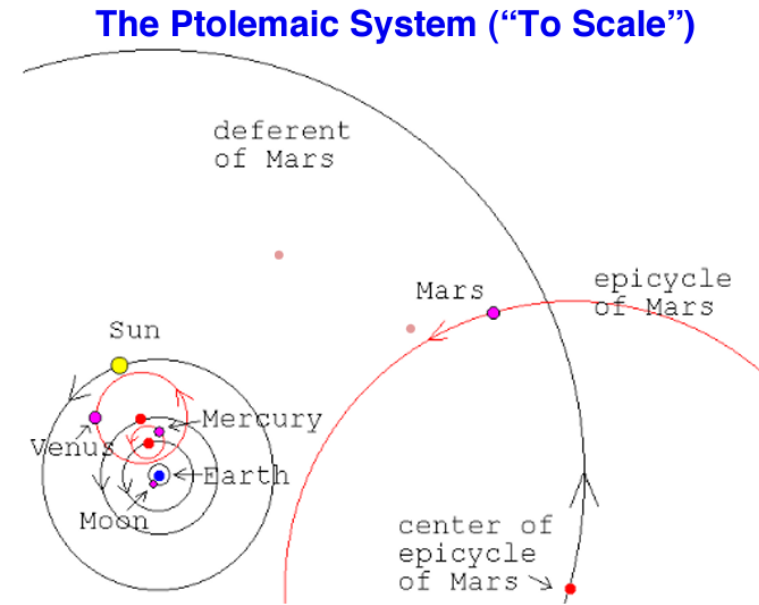 The Ptolemaic System (“To Scale”)
deferent
of Mars
Mars
epicycle
of Mars
Sun
Mercury
Venus
Earth
Moon
center of
epicycle
of Mars